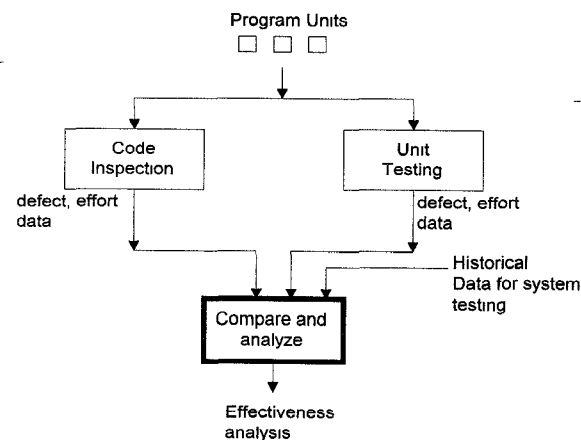 Program Units
Code
Inspection
Unit
Testing
defect, effort
data
defect, effort
data
Historical
Data for system
testing
Compare and
analyze
Effectiveness
analysis